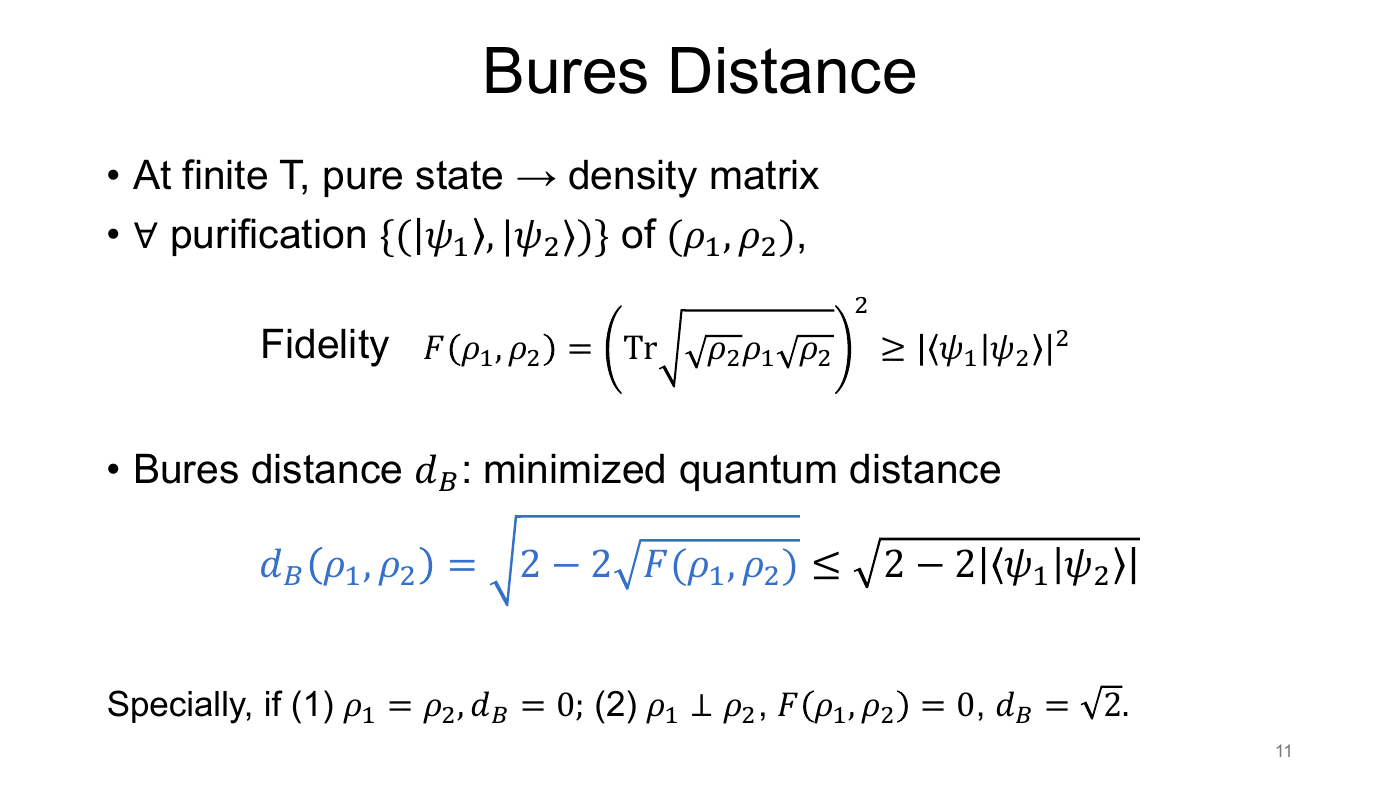 Bures Distance
• At finite T, pure state → density matrix
• ∀ purification {(|𝜓₁⟩, |𝜓₂⟩)} of (𝜌₁, 𝜌₂),
Fidelity 𝐹(𝜌₁, 𝜌₂) = (Tr√(√𝜌₂𝜌₁√𝜌₂))² ≥ |⟨𝜓₁|𝜓₂⟩|²
• Bures distance 𝑑_𝐵: minimized quantum distance
𝑑_𝐵(𝜌₁, 𝜌₂) = √(2 − 2√(𝐹(𝜌₁, 𝜌₂))) ≤ √(2 − 2|⟨𝜓₁|𝜓₂⟩|)
Specially, if (1) 𝜌₁ = 𝜌₂, 𝑑_𝐵 = 0; (2) 𝜌₁ ⊥ 𝜌₂, 𝐹(𝜌₁, 𝜌₂) = 0, 𝑑_𝐵 = √2.
11